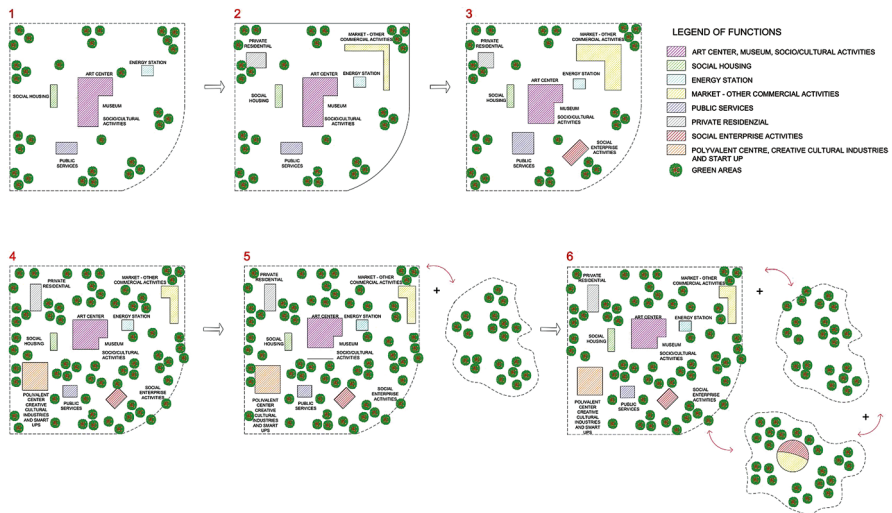 1
ENERGY STATION
ART CENTER
SOCIAL HOUSING
MUSEUM
SOCIO/CULTURAL
ACTIVITIES
PUBLIC
SERVICES
2
PRIVATE
RESIDENTIAL
MARKET - OTHER
COMMERCIAL ACTIVITIES
ART CENTER
ENERGY STATION
SOCIAL
HOUSING
MUSEUM
SOCIO/CULTURAL
ACTIVITIES
PUBLIC
SERVICES
3
PRIVATE
RESIDENTIAL
MARKET - OTHER
COMMERCIAL ACTIVITIES
ART CENTER
ENERGY STATION
SOCIAL
HOUSING
MUSEUM
SOCIO/CULTURAL
ACTIVITIES
PUBLIC
SERVICES
SOCIAL
ENTERPRISE
ACTIVITIES
LEGEND OF FUNCTIONS
ART CENTER, MUSEUM, SOCIO/CULTURAL ACTIVITIES
SOCIAL HOUSING
ENERGY STATION
MARKET - OTHER COMMERCIAL ACTIVITIES
PUBLIC SERVICES
PRIVATE RESIDENZIAL
SOCIAL ENTERPRISE ACTIVITIES
POLYVALENT CENTRE, CREATIVE CULTURAL INDUSTRIES
AND START UP
GREEN AREAS
4
PRIVATE
RESIDENTIAL
MARKET - OTHER
COMMERCIAL ACTIVITIES
ART CENTER
ENERGY STATION
SOCIAL
HOUSING
MUSEUM
SOCIO/CULTURAL
ACTIVITIES
POLYVALENT
CENTER
CREATIVE
CULTURAL
INDUSTRIES
AND SMART
UPS
PUBLIC
SERVICES
SOCIAL
ENTERPRISE
ACTIVITIES
5
PRIVATE
RESIDENTIAL
MARKET - OTHER
COMMERCIAL ACTIVITIES
ART CENTER
ENERGY STATION
SOCIAL
HOUSING
MUSEUM
SOCIO/CULTURAL
ACTIVITIES
POLYVALENT
CENTER
CREATIVE
CULTURAL
INDUSTRIES
AND SMART
UPS
PUBLIC
SERVICES
SOCIAL
ENTERPRISE
ACTIVITIES
+
6
PRIVATE
RESIDENTIAL
MARKET - OTHER
COMMERCIAL ACTIVITIES
ART CENTER
ENERGY STATION
SOCIAL
HOUSING
MUSEUM
SOCIO/CULTURAL
ACTIVITIES
POLYVALENT
CENTER
CREATIVE
CULTURAL
INDUSTRIES
AND SMART
UPS
PUBLIC
SERVICES
SOCIAL
ENTERPRISE
ACTIVITIES
+
+